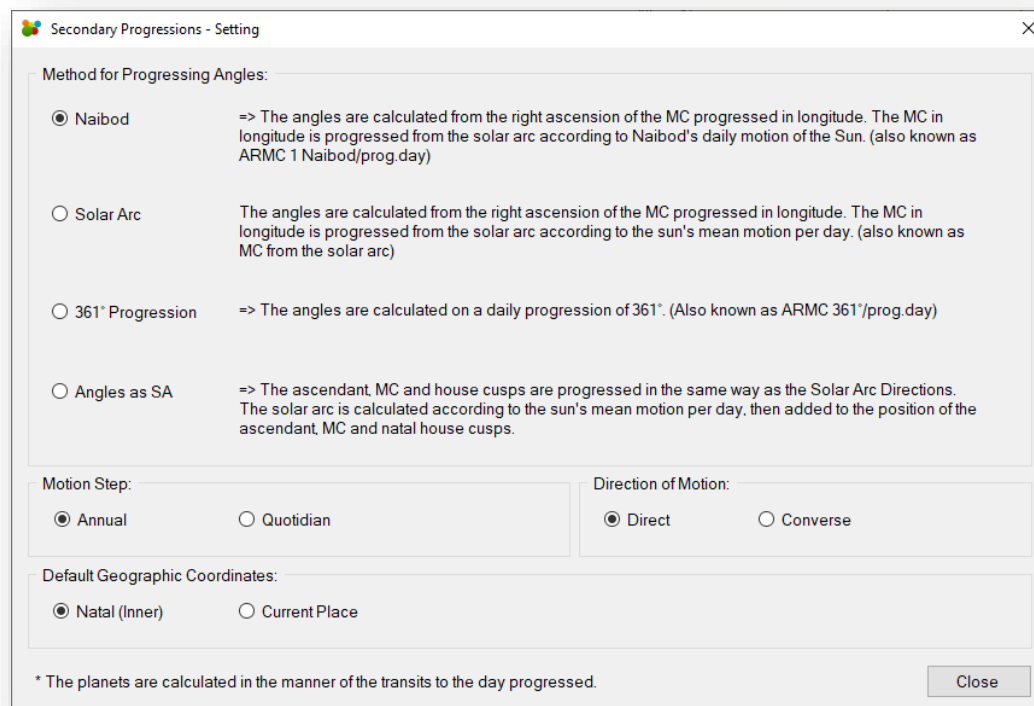 Secondary Progressions - Setting
Method for Progressing Angles:
Naibod
=> The angles are calculated from the right ascension of the MC progressed in longitude. The MC in
longitude is progressed from the solar arc according to Naibod's daily motion of the Sun. (also known as
ARMC 1 Naibod/prog.day)
Solar Arc
The angles are calculated from the right ascension of the MC progressed in longitude. The MC in
longitude is progressed from the solar arc according to the sun's mean motion per day. (also known as
MC from the solar arc)
361° Progression
=> The angles are calculated on a daily progression of 361°. (Also known as ARMC 361°/prog.day)
Angles as SA
=> The ascendant, MC and house cusps are progressed in the same way as the Solar Arc Directions.
The solar arc is calculated according to the sun's mean motion per day, then added to the position of the
ascendant, MC and natal house cusps.
Motion Step:
Annual
Quotidian
Direction of Motion:
Direct
Converse
Default Geographic Coordinates:
Natal (Inner)
Current Place
* The planets are calculated in the manner of the transits to the day progressed.
Close